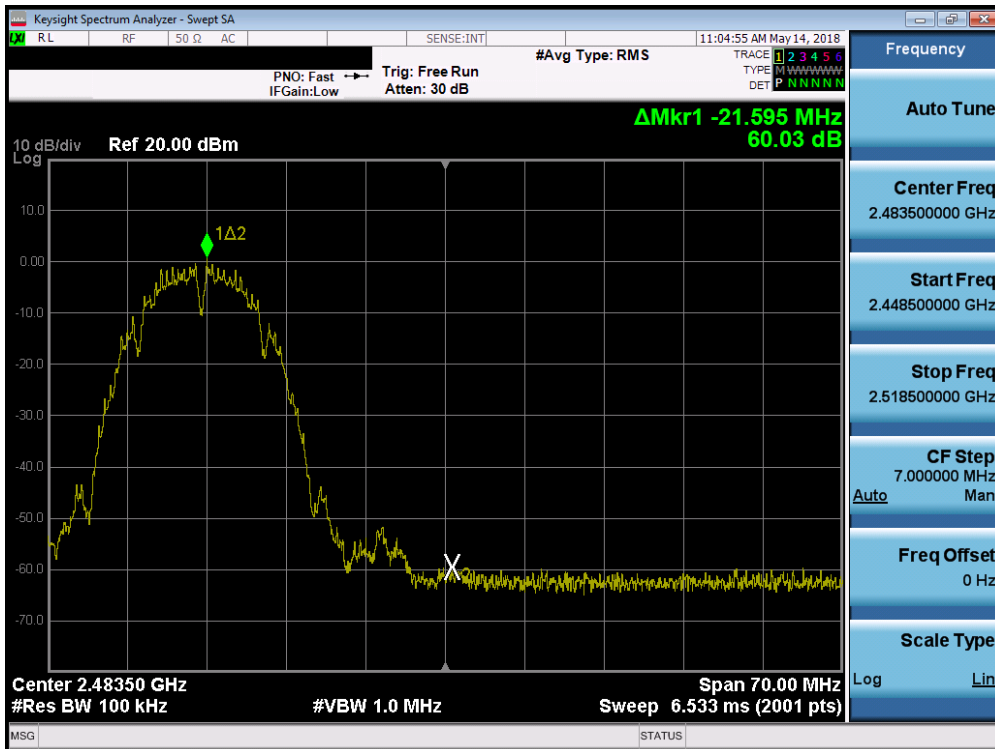 Keysight Spectrum Analyzer - Swept SA
LXI RL RF 50 Ω AC SENSE:INT 11:04:55 AM May 14, 2018
#Avg Type: RMS
TRACE 1 2 3 4 5 6
PNO: Fast Trig: Free Run
TYPE M WWWWW
IFGain:Low Atten: 30 dB
DET P N N N N N
ΔMkr1 -21.595 MHz
60.03 dB
10 dB/div Ref 20.00 dBm
Log
10.0
0.00
-10.0
-20.0
-30.0
-40.0
-50.0
-60.0
-70.0
1Δ2
X2
Center 2.48350 GHz Span 70.00 MHz
#Res BW 100 kHz #VBW 1.0 MHz Sweep 6.533 ms (2001 pts)
MSG STATUS
Frequency
Auto Tune
Center Freq
2.483500000 GHz
Start Freq
2.448500000 GHz
Stop Freq
2.518500000 GHz
CF Step
7.000000 MHz
Auto Man
Freq Offset
0 Hz
Scale Type
Log Lin